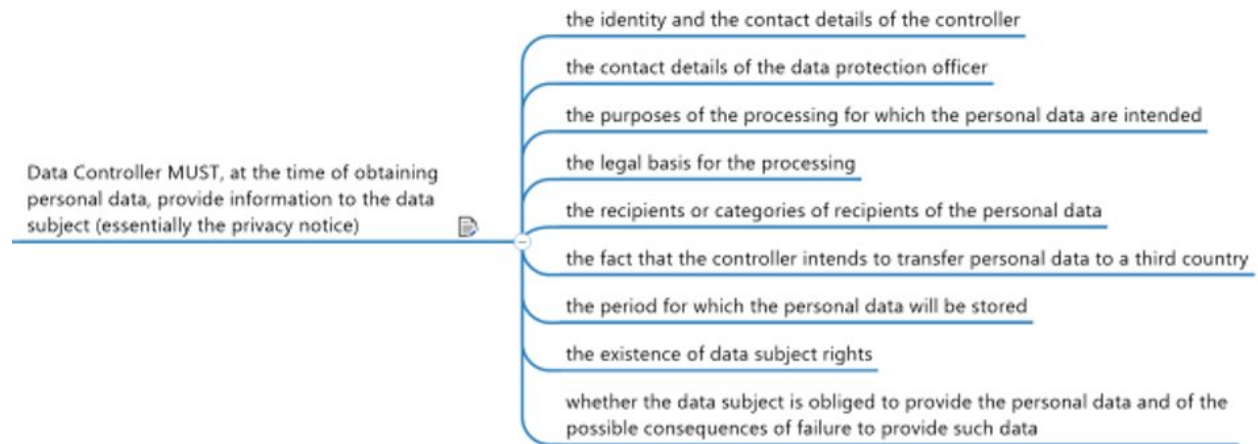 the identity and the contact details of the controller
the contact details of the data protection officer
the purposes of the processing for which the personal data are intended
Data Controller MUST, at the time of obtaining
personal data, provide information to the data
subject (essentially the privacy notice)
the legal basis for the processing
the recipients or categories of recipients of the personal data
the fact that the controller intends to transfer personal data to a third country
the period for which the personal data will be stored
the existence of data subject rights
whether the data subject is obliged to provide the personal data and of the
possible consequences of failure to provide such data